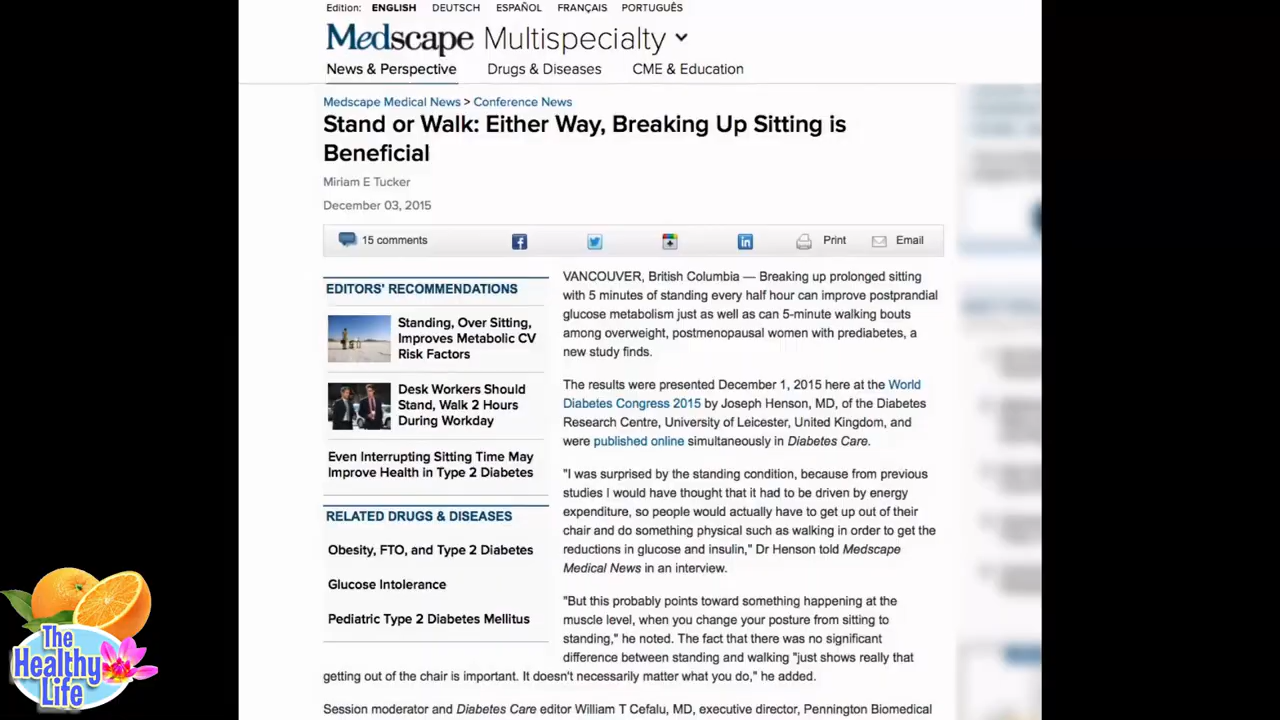 Edition: ENGLISH DEUTSCH ESPAÑOL FRANÇAIS PORTUGUÊS
Medscape Multispecialty
News & Perspective Drugs & Diseases CME & Education
Medscape Medical News > Conference News
Stand or Walk: Either Way, Breaking Up Sitting is
Beneficial
Miriam E Tucker
December 03, 2015
15 comments Print Email
EDITORS' RECOMMENDATIONS
Standing, Over Sitting,
Improves Metabolic CV
Risk Factors
Desk Workers Should
Stand, Walk 2 Hours
During Workday
Even Interrupting Sitting Time May
Improve Health in Type 2 Diabetes
RELATED DRUGS & DISEASES
Obesity, FTO, and Type 2 Diabetes
Glucose Intolerance
Pediatric Type 2 Diabetes Mellitus
VANCOUVER, British Columbia — Breaking up prolonged sitting
with 5 minutes of standing every half hour can improve postprandial
glucose metabolism just as well as can 5-minute walking bouts
among overweight, postmenopausal women with prediabetes, a
new study finds.
The results were presented December 1, 2015 here at the World
Diabetes Congress 2015 by Joseph Henson, MD, of the Diabetes
Research Centre, University of Leicester, United Kingdom, and
were published online simultaneously in Diabetes Care.
"I was surprised by the standing condition, because from previous
studies I would have thought that it had to be driven by energy
expenditure, so people would actually have to get up out of their
chair and do something physical such as walking in order to get the
reductions in glucose and insulin," Dr Henson told Medscape
Medical News in an interview.
"But this probably points toward something happening at the
muscle level, when you change your posture from sitting to
standing," he noted. The fact that there was no significant
difference between standing and walking "just shows really that
getting out of the chair is important. It doesn't necessarily matter what you do," he added.
Session moderator and Diabetes Care editor William T Cefalu, MD, executive director, Pennington Biomedical
The
Healthy
Life